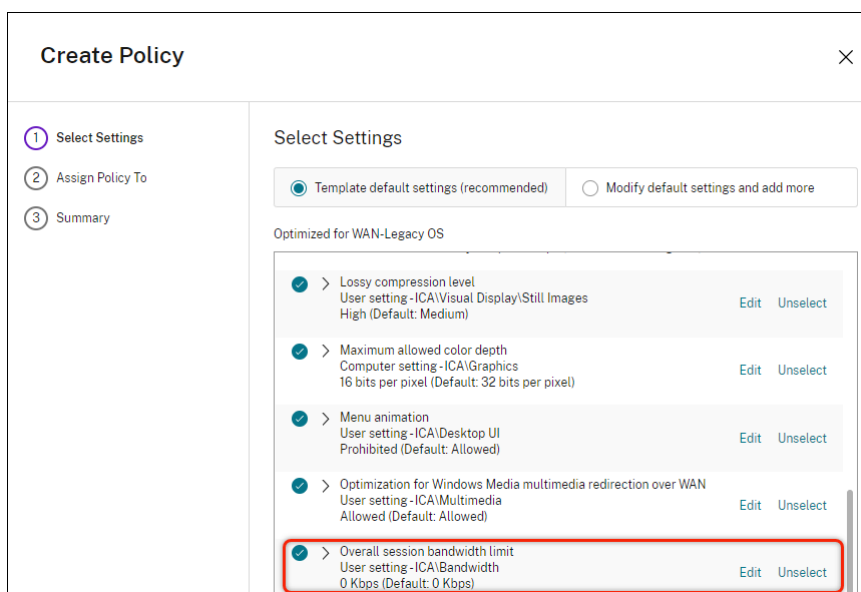 Create Policy
1 Select Settings
2 Assign Policy To
3 Summary
Select Settings
Template default settings (recommended)
Modify default settings and add more
Optimized for WAN-Legacy OS
Lossy compression level
User setting - ICA\Visual Display\Still Images
High (Default: Medium)
Edit Unselect
Maximum allowed color depth
Computer setting - ICA\Graphics
16 bits per pixel (Default: 32 bits per pixel)
Edit Unselect
Menu animation
User setting - ICA\Desktop UI
Prohibited (Default: Allowed)
Edit Unselect
Optimization for Windows Media multimedia redirection over WAN
User setting - ICA\Multimedia
Allowed (Default: Allowed)
Edit Unselect
Overall session bandwidth limit
User setting - ICA\Bandwidth
0 Kbps (Default: 0 Kbps)
Edit Unselect